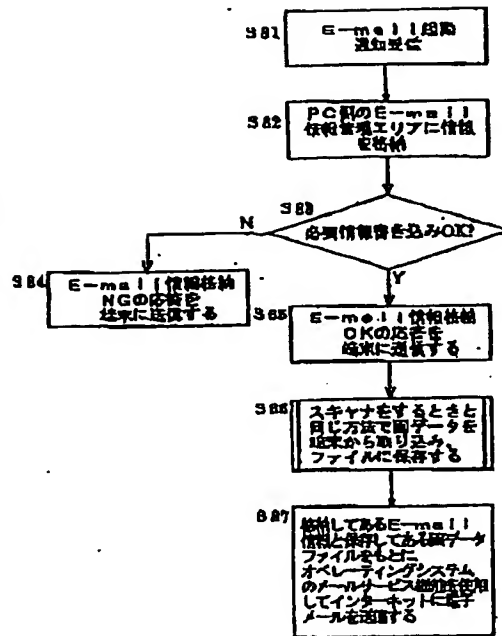 S81
E-mail起動
通知受信
S82
PC側のE-mail
情報管理エリアに情報
を格納
S83
必要情報書き込みOK?
N
Y
S84
E-mail情報格納
NGの応答を
端末に送信する
S85
E-mail情報格納
OKの応答を
端末に送信する
S86
スキャナをするときと
同じ方法で画データを
端末から取り込み、
ファイルに保存する
S87
格納してあるE-mail
情報と保存してある画データ
ファイルをもとに
オペレーティングシステム
のメールサービス機能を使用
してインターネットに電子
メールを送信する